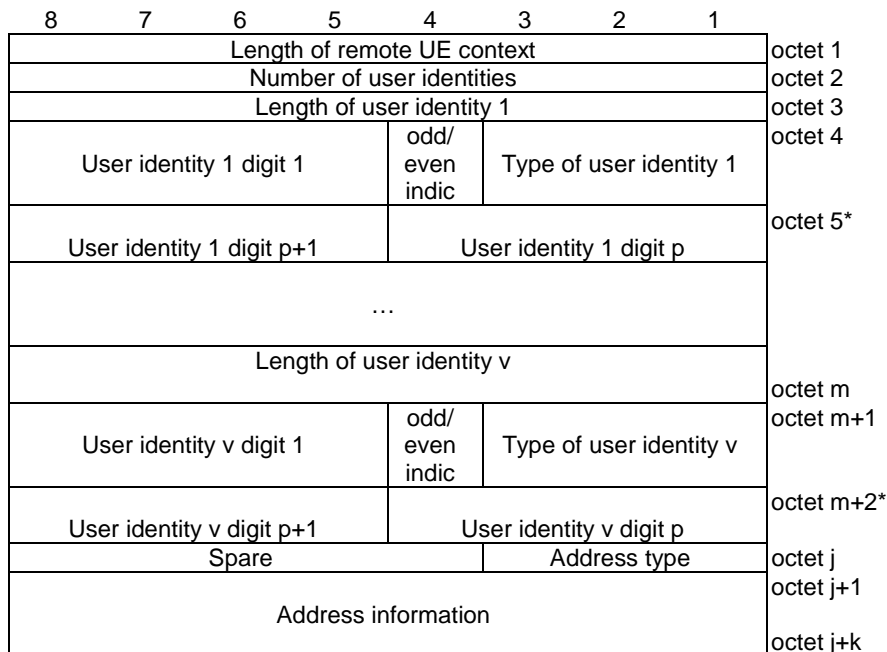 8 7 6 5 4 3 2 1
Length of remote UE context octet 1
Number of user identities octet 2
Length of user identity 1 octet 3
User identity 1 digit 1 odd/ even indic Type of user identity 1 octet 4
octet 5*
User identity 1 digit p+1 User identity 1 digit p
…
Length of user identity v
octet m
User identity v digit 1 odd/ even indic Type of user identity v octet m+1
octet m+2*
User identity v digit p+1 User identity v digit p
Spare Address type octet j
octet j+1
Address information
octet j+k